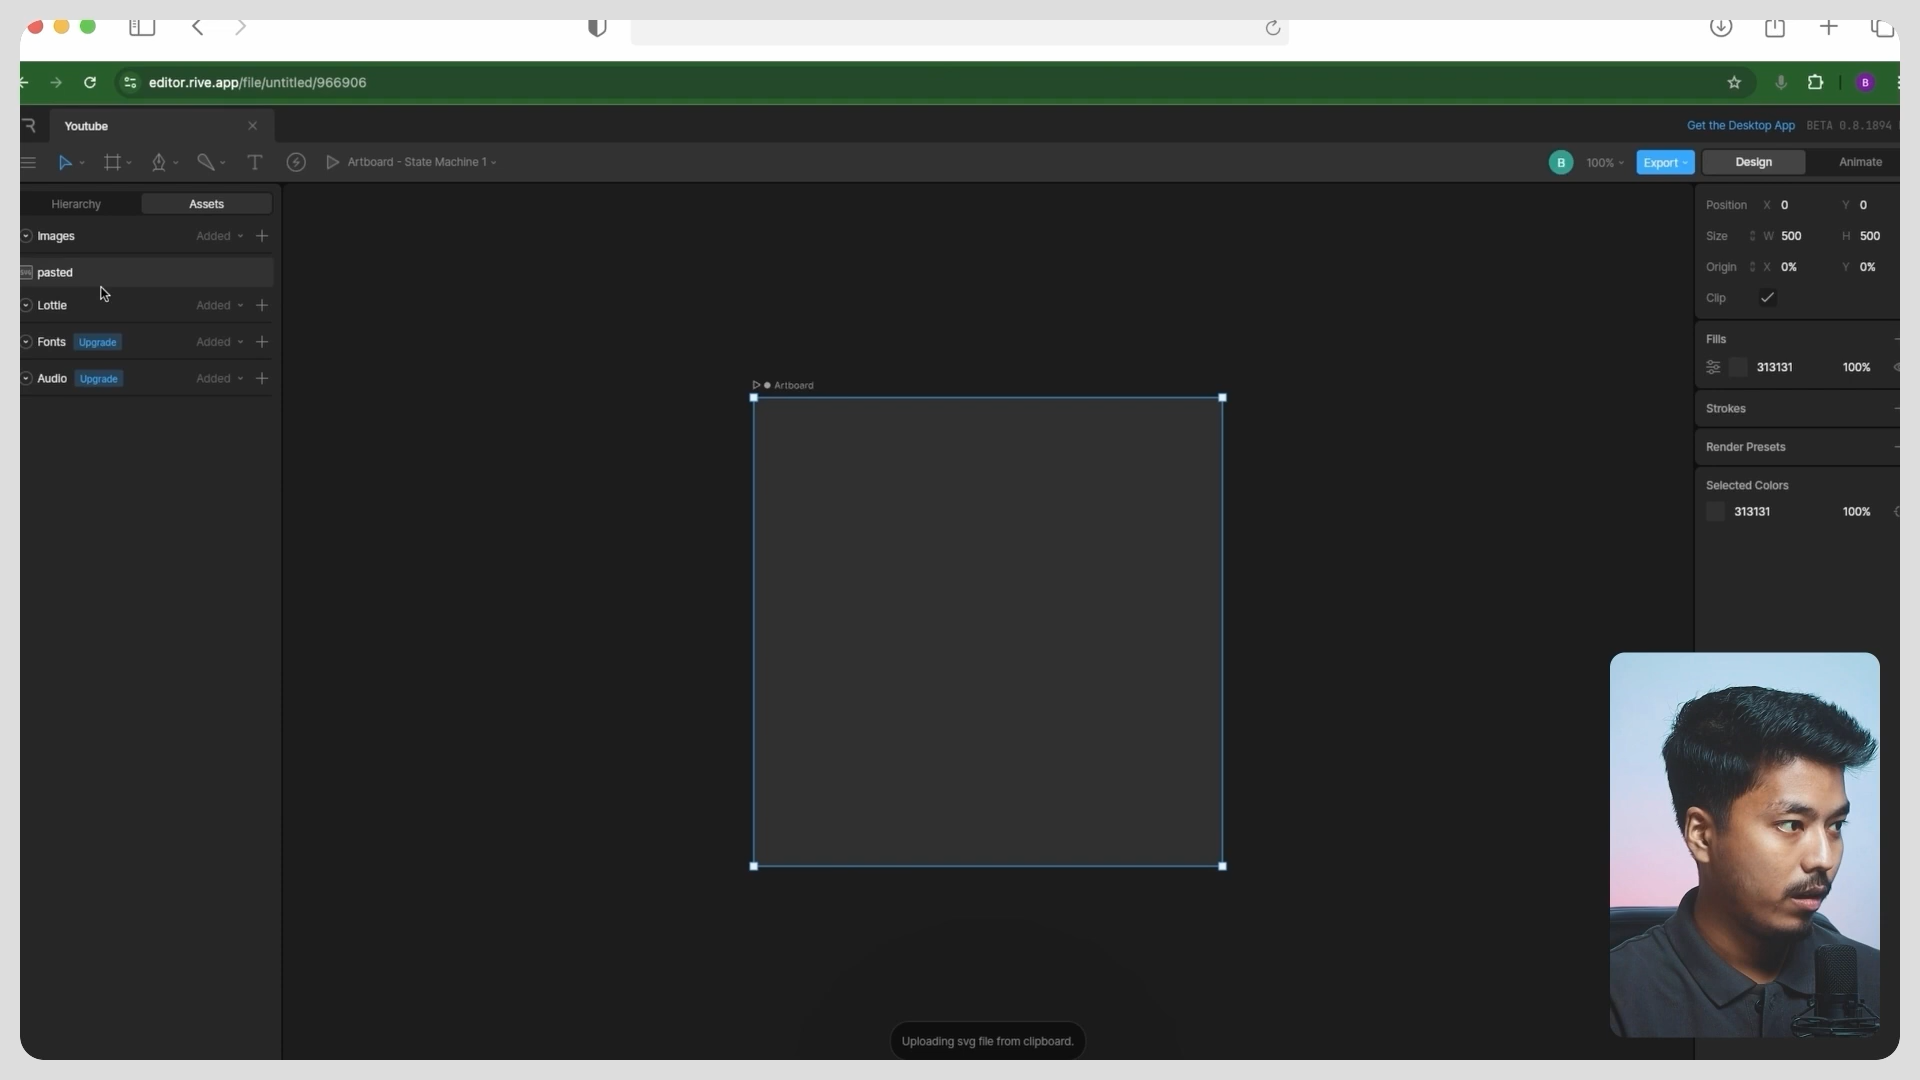 editor.rive.app/file/untitled/966906
B
Youtube
Get the Desktop App BETA 0.8.1894
Artboard - State Machine 1
B 100% Export Design Animate
Hierarchy Assets
Images Added
pasted
Lottie Added
Fonts Upgrade Added
Audio Upgrade Added
Artboard
Uploading svg file from clipboard.
Position X 0 Y 0
Size W 500 H 500
Origin X 0% Y 0%
Clip
Fills
313131 100%
Strokes
Render Presets
Selected Colors
313131 100%